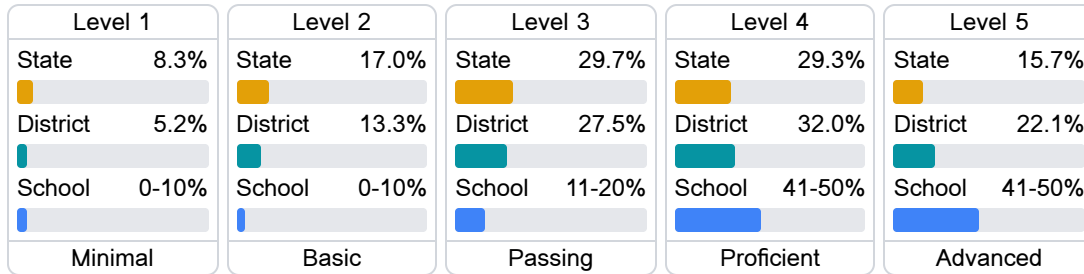 Level 1
State 8.3%
District 5.2%
School 0-10%
Minimal
Level 2
State 17.0%
District 13.3%
School 0-10%
Basic
Level 3
State 29.7%
District 27.5%
School 11-20%
Passing
Level 4
State 29.3%
District 32.0%
School 41-50%
Proficient
Level 5
State 15.7%
District 22.1%
School 41-50%
Advanced